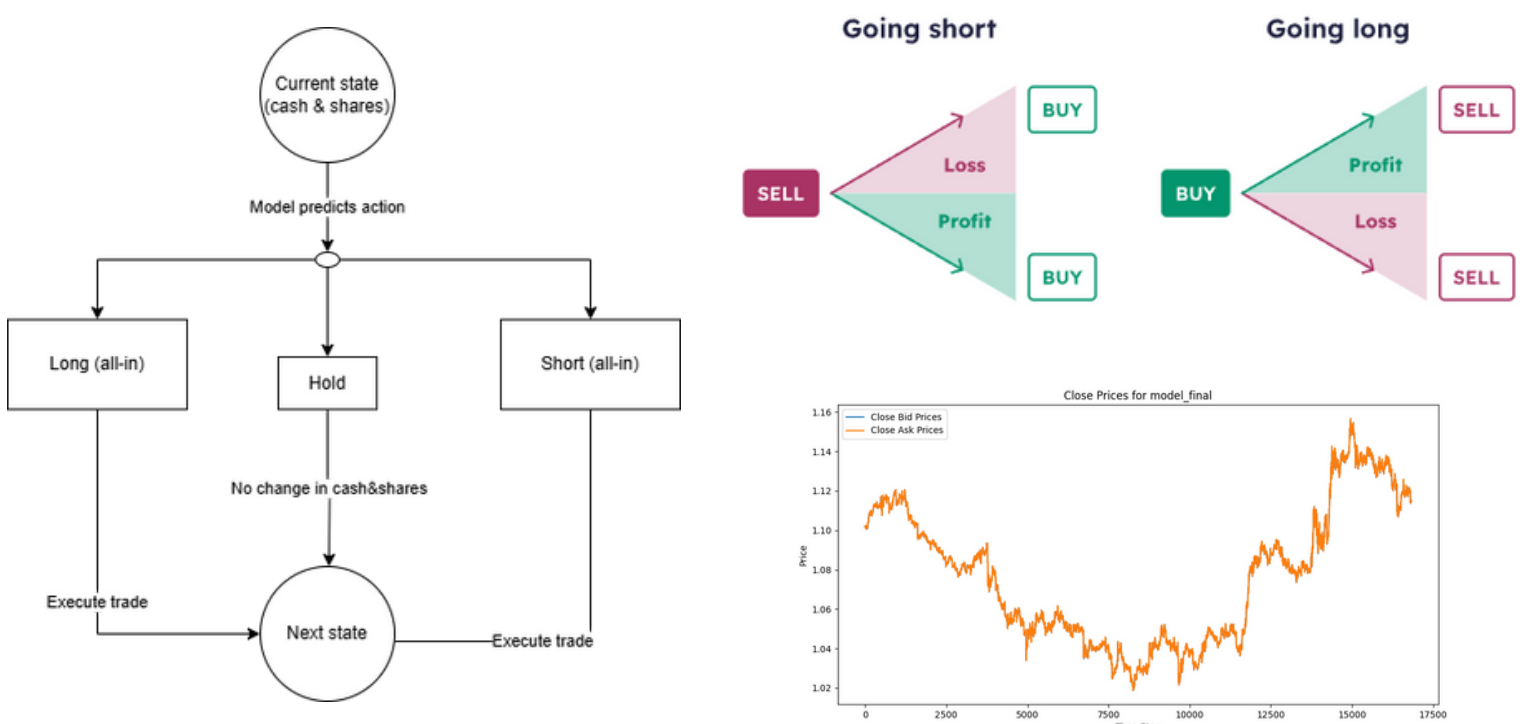 Current state
(cash & shares)
Model predicts action
Long (all-in)
Hold
Short (all-in)
No change in cash&shares
Execute trade
Next state
Execute trade
Going short
SELL
Loss
Profit
BUY
BUY
Going long
BUY
Profit
Loss
SELL
SELL
Close Prices for model_final
Close Bid Prices
Close Ask Prices
Price
1.16
1.14
1.12
1.10
1.08
1.06
1.04
1.02
0
2500
5000
7500
10000
12500
15000
17500